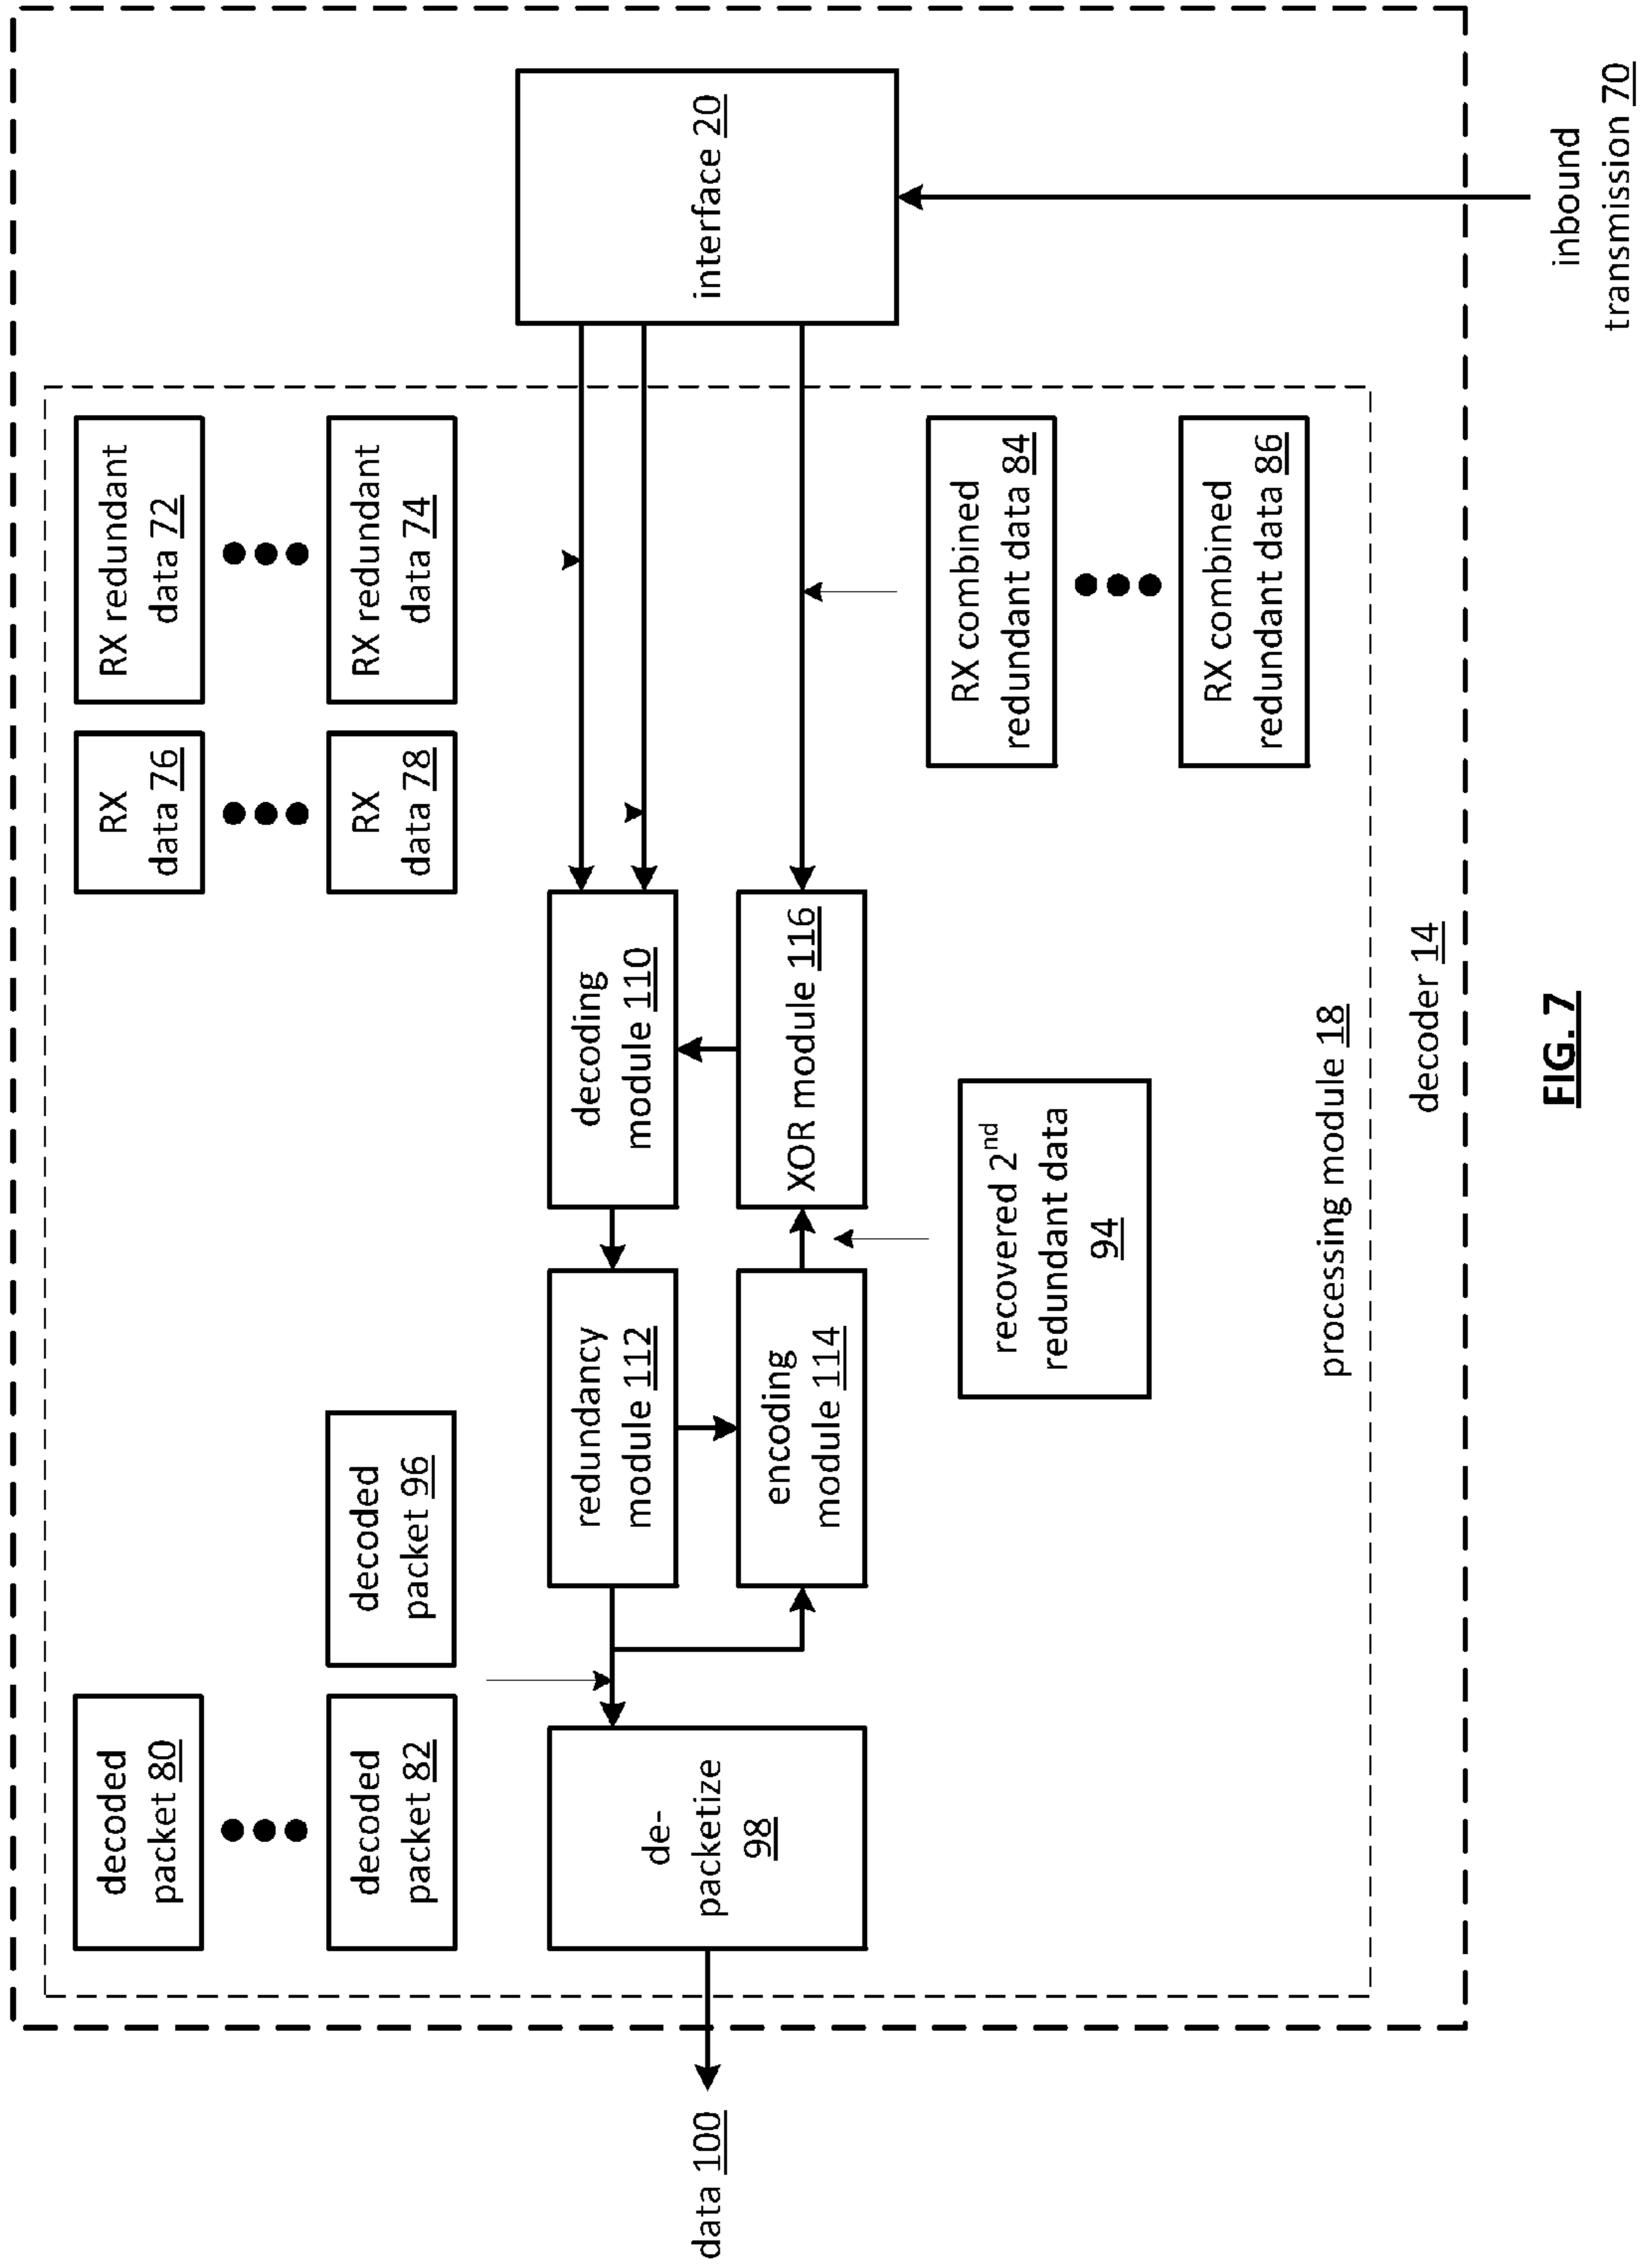 decoded
packet 80
decoded
packet 82
decoded
packet 96
RX
data 76
RX
data 78
RX redundant
data 72
RX redundant
data 74
data 100
de-
packetize
98
redundancy
module 112
decoding
module 110
interface 20
encoding
module 114
XOR module 116
recovered 2nd
redundant data
94
RX combined
redundant data 84
RX combined
redundant data 86
processing module 18
decoder 14
inbound
transmission 70
FIG. 7